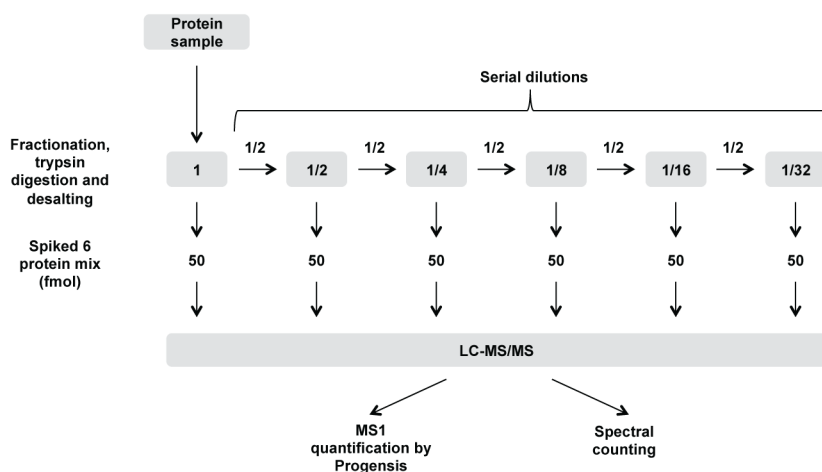 Protein
sample
Serial dilutions
Fractionation,
trypsin
digestion and
desalting
1/2 1/2 1/2 1/2 1/2
1 1/2 1/4 1/8 1/16 1/32
Spiked 6
protein mix
(fmol)
50 50 50 50 50 50
LC-MS/MS
MS1
quantification by
Progensis
Spectral
counting